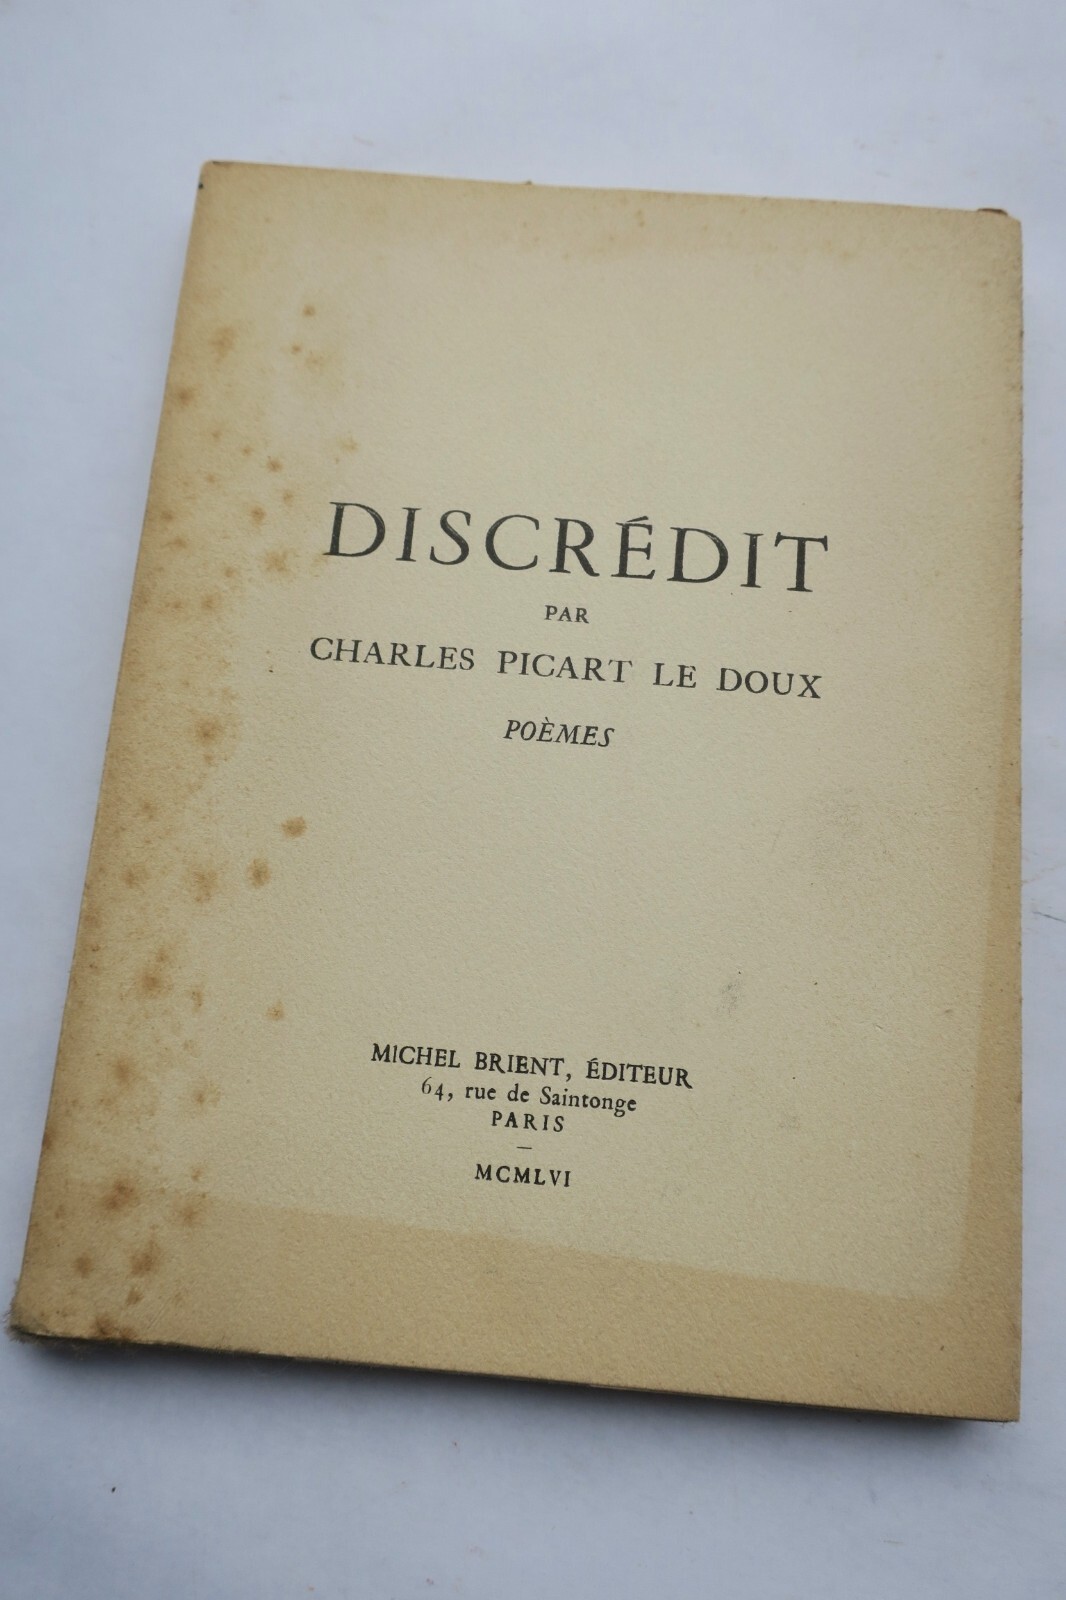 DISCRÉDIT
PAR
CHARLES PICART LE DOUX
POÈMES
MICHEL BRIENT, ÉDITEUR
64, rue de Saintonge
PARIS
—
MCMLVI